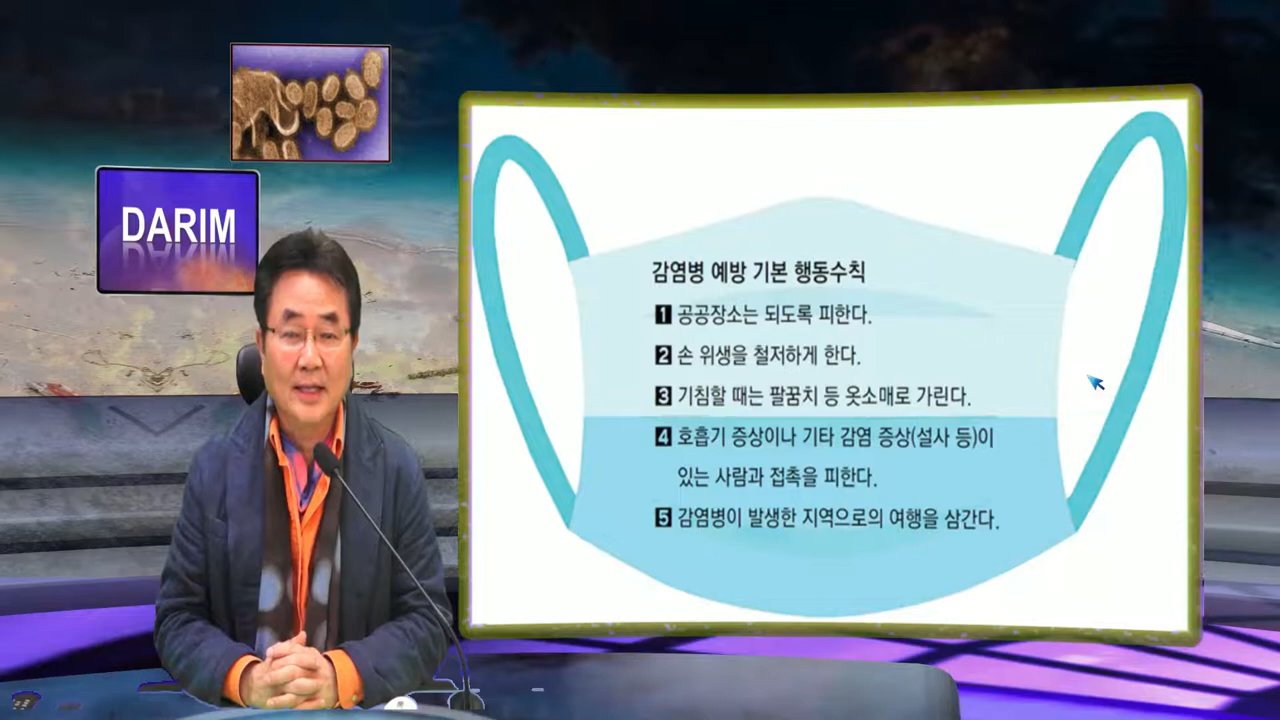 DARIM
감염병 예방 기본 행동수칙
1 공공장소는 되도록 피한다.
2 손 위생을 철저하게 한다.
3 기침할 때는 팔꿈치 등 옷소매로 가린다.
4 호흡기 증상이나 기타 감염 증상(설사 등)이
있는 사람과 접촉을 피한다.
5 감염병이 발생한 지역으로의 여행을 삼간다.